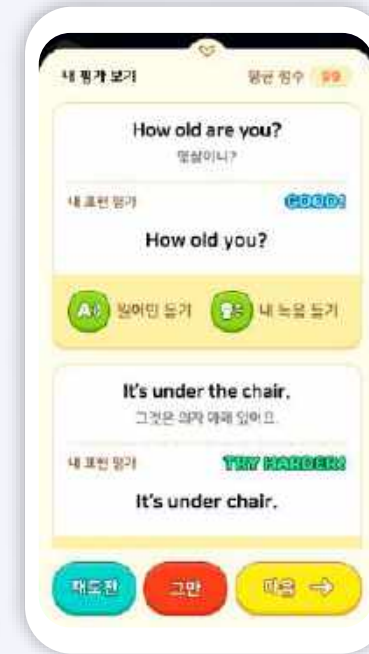 내 평가 보기
평균 점수 99
How old are you?
몇살이니?
내 표현 평가 GOOD!
How old you?
원어민 듣기 내 녹음 듣기
It's under the chair.
그것은 의자 아래 있어요.
내 표현 평가 TRY HARDER!
It's under chair.
재도전 그만 다음 →